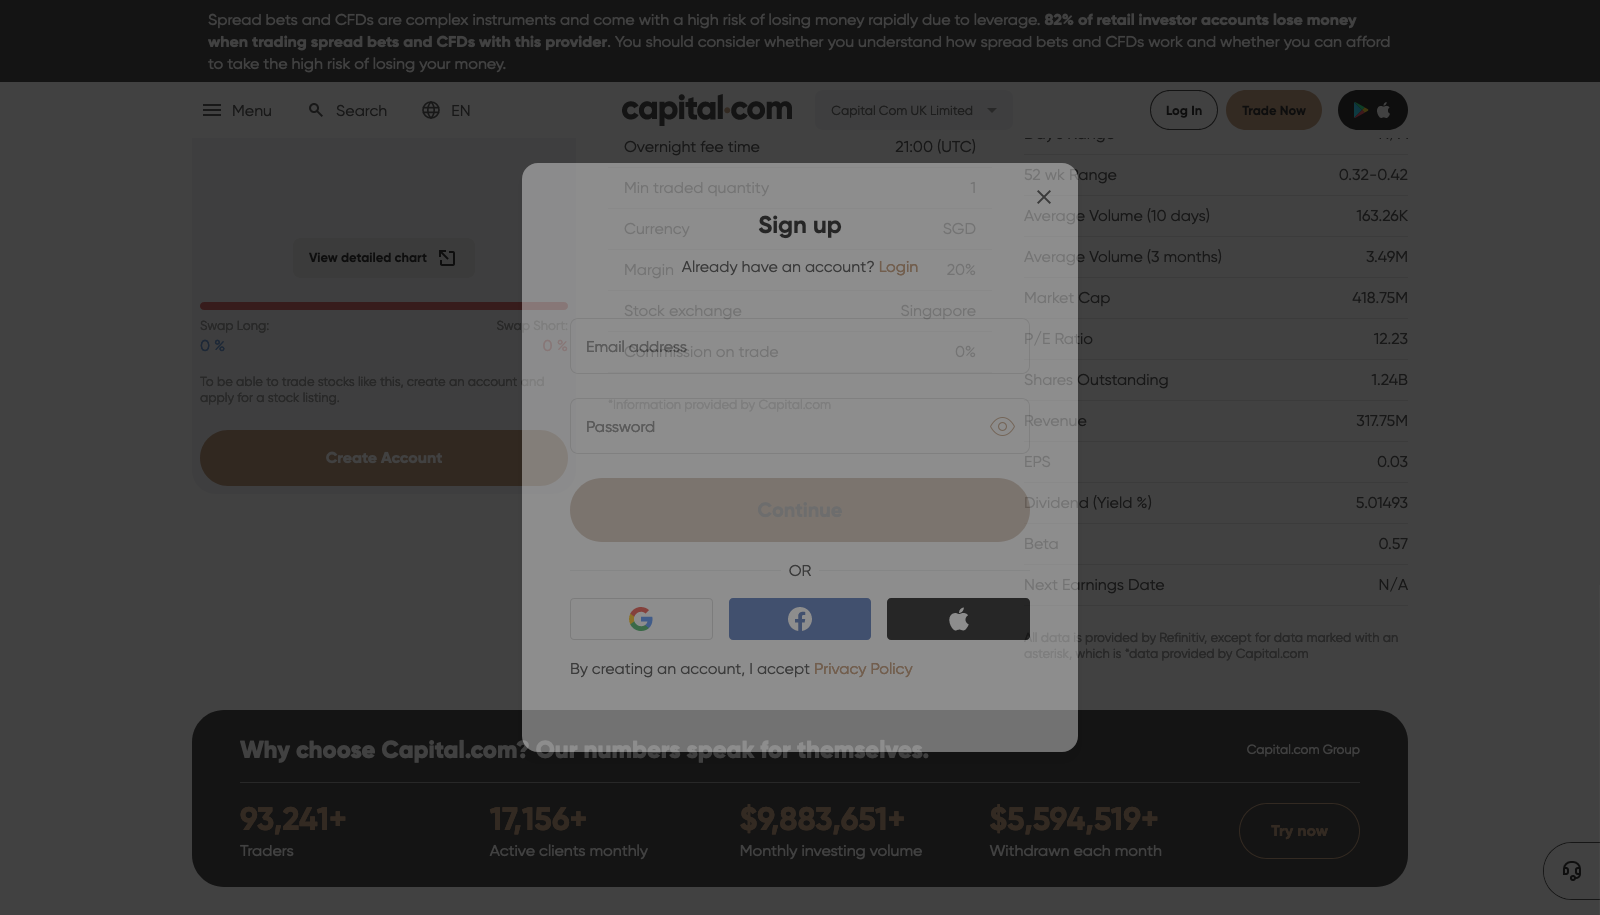 Spread bets and CFDs are complex instruments and come with a high risk of losing money rapidly due to leverage. 82% of retail investor accounts lose money
when trading spread bets and CFDs with this provider. You should consider whether you understand how spread bets and CFDs work and whether you can afford
to take the high risk of losing your money.
Menu
Search
EN
capital.com
Capital Com UK Limited
Log In
Trade Now
View detailed chart
Swap Long:
Swap Short:
0 %
0 %
To be able to trade stocks like this, create an account and
apply for a stock listing.
Create Account
Overnight fee time 21:00 (UTC)
Min traded quantity 1
Currency SGD
Margin 20%
Stock exchange Singapore
Commission on trade 0%
*Information provided by Capital.com
Sign up
Already have an account? Login
Email address
Password
Continue
OR
By creating an account, I accept Privacy Policy
52 wk Range 0.32-0.42
Average Volume (10 days) 163.26K
Average Volume (3 months) 3.49M
Market Cap 418.75M
P/E Ratio 12.23
Shares Outstanding 1.24B
Revenue 317.75M
EPS 0.03
Dividend (Yield %) 5.01493
Beta 0.57
Next Earnings Date N/A
All data is provided by Refinitiv, except for data marked with an
asterisk, which is *data provided by Capital.com
Why choose Capital.com? Our numbers speak for themselves.
Capital.com Group
93,241+
Traders
17,156+
Active clients monthly
$9,883,651+
Monthly investing volume
$5,594,519+
Withdrawn each month
Try now